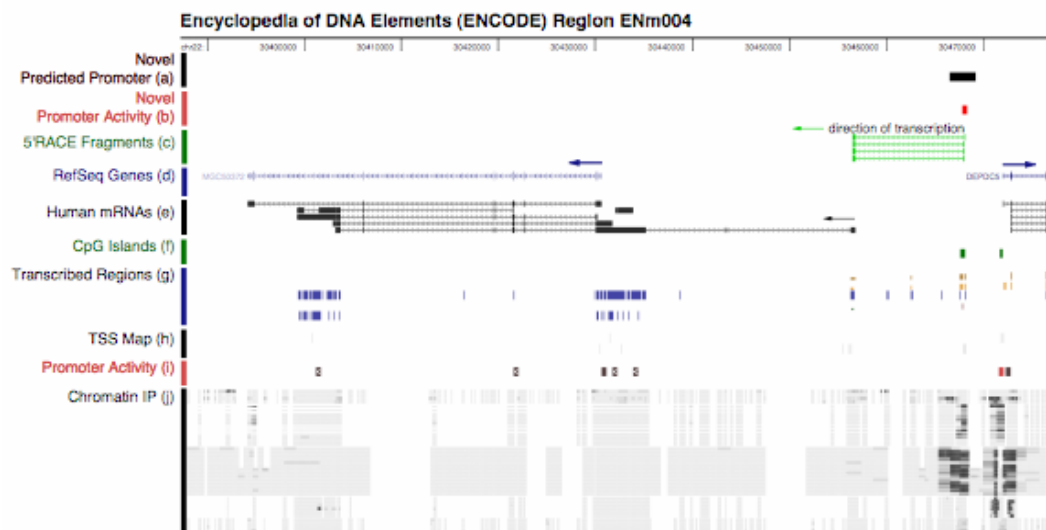 Encyclopedia of DNA Elements (ENCODE) Region ENm004
chr22: 30400000 30410000 30420000 30430000 30440000 30450000 30460000 30470000
Novel
Predicted Promoter (a)
Novel
Promoter Activity (b)
direction of transcription
5'RACE Fragments (c)
RefSeq Genes (d)
DEPDC5
Human mRNAs (e)
CpG Islands (f)
Transcribed Regions (g)
TSS Map (h)
Promoter Activity (i)
Chromatin IP (j)